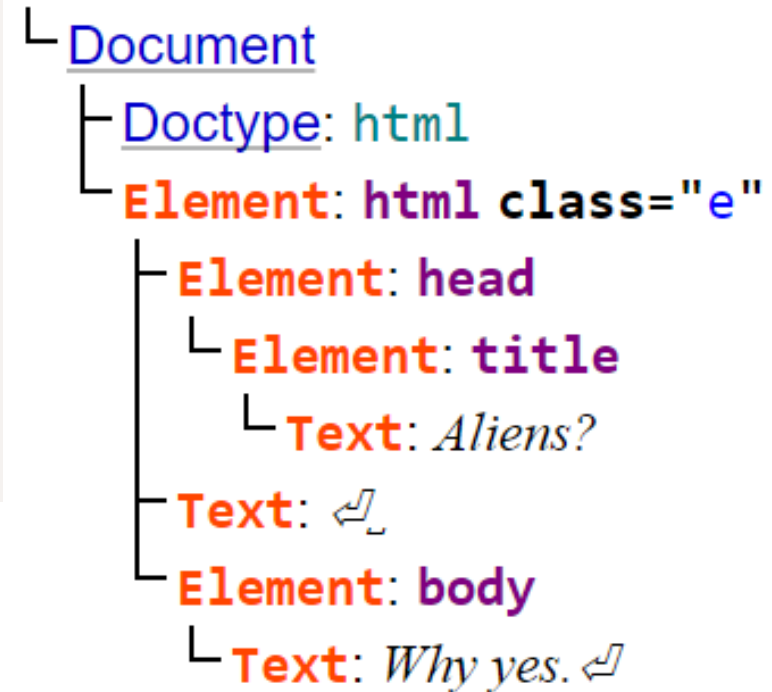 Document
Doctype: html
Element: html class="e"
Element: head
Element: title
Text: Aliens?
Text: ⏎␣
Element: body
Text: Why yes.⏎